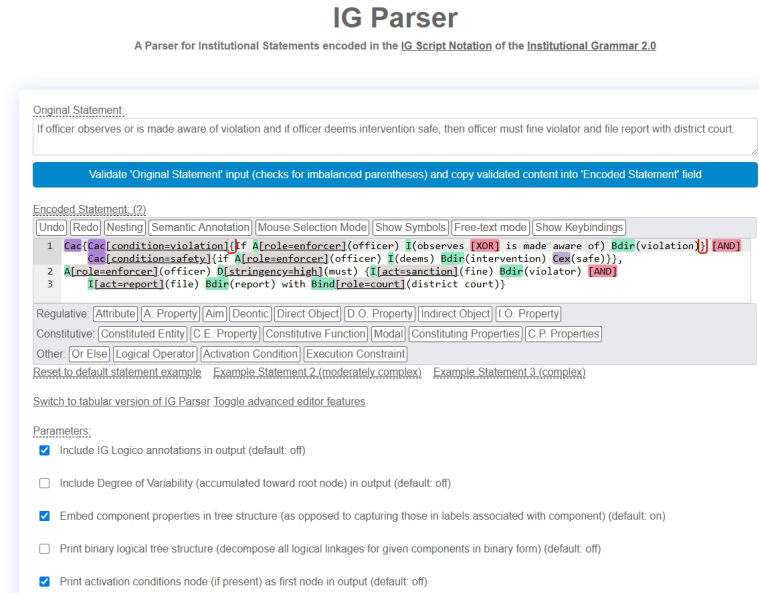 IG Parser
A Parser for Institutional Statements encoded in the IG Script Notation of the Institutional Grammar 2.0
Original Statement:
If officer observes or is made aware of violation and if officer deems intervention safe, then officer must fine violator and file report with district court.
Validate 'Original Statement' input (checks for imbalanced parentheses) and copy validated content into 'Encoded Statement' field
Encoded Statement: (?)
Undo Redo Nesting Semantic Annotation Mouse Selection Mode Show Symbols Free-text mode Show Keybindings
1 Cac{Cac[condition=violation]{If A[role=enforcer](officer) I(observes [XOR] is made aware of) Bdir(violation)} [AND]
Cac[condition=safety]{if A[role=enforcer](officer) I(deems) Bdir(intervention) Cex(safe)}},
2 A[role=enforcer](officer) D[stringency=high](must) {I[act=sanction](fine) Bdir(violator) [AND]
3 I[act=report](file) Bdir(report) with Bind[role=court](district court)}
Regulative: Attribute A. Property Aim Deontic Direct Object D.O. Property Indirect Object I.O. Property
Constitutive: Constituted Entity C.E. Property Constitutive Function Modal Constituting Properties C.P. Properties
Other: Or Else Logical Operator Activation Condition Execution Constraint
Reset to default statement example Example Statement 2 (moderately complex) Example Statement 3 (complex)
Switch to tabular version of IG Parser Toggle advanced editor features
Parameters:
Include IG Logico annotations in output (default: off)
Include Degree of Variability (accumulated toward root node) in output (default: off)
Embed component properties in tree structure (as opposed to capturing those in labels associated with component) (default: on)
Print binary logical tree structure (decompose all logical linkages for given components in binary form) (default: off)
Print activation conditions node (if present) as first node in output (default: off)